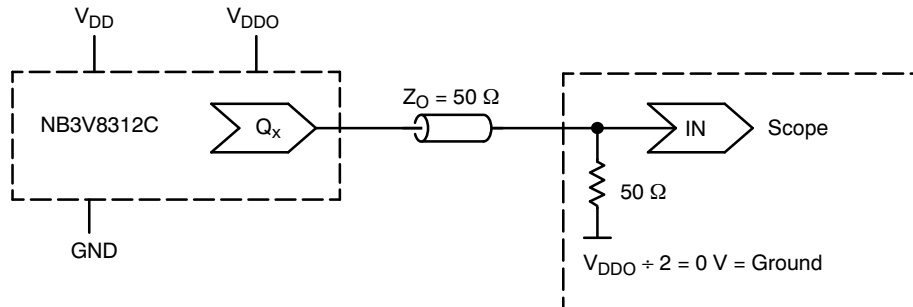 V_DD
V_DDO
NB3V8312C
Q_x
Z_O = 50 Ω
IN
Scope
50 Ω
GND
V_DDO ÷ 2 = 0 V = Ground